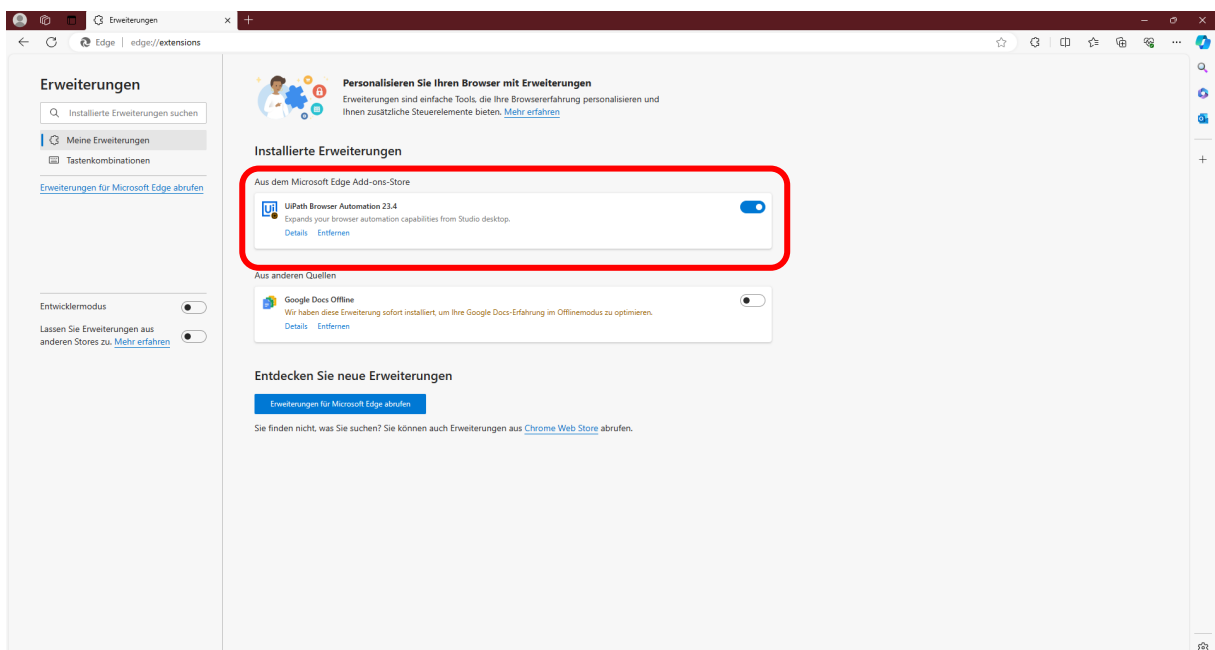 Erweiterungen
Edge | edge://extensions
Erweiterungen
Installierte Erweiterungen suchen
Meine Erweiterungen
Tastenkombinationen
Erweiterungen für Microsoft Edge abrufen
Entwicklermodus
Lassen Sie Erweiterungen aus
anderen Stores zu. Mehr erfahren
Personalisieren Sie Ihren Browser mit Erweiterungen
Erweiterungen sind einfache Tools, die Ihre Browsererfahrung personalisieren und
Ihnen zusätzliche Steuerelemente bieten. Mehr erfahren
Installierte Erweiterungen
Aus dem Microsoft Edge Add-ons-Store
Ui
UiPath Browser Automation 23.4
Expands your browser automation capabilities from Studio desktop.
Details Entfernen
Aus anderen Quellen
Google Docs Offline
Wir haben diese Erweiterung sofort installiert, um Ihre Google Docs-Erfahrung im Offlinemodus zu optimieren.
Details Entfernen
Entdecken Sie neue Erweiterungen
Erweiterungen für Microsoft Edge abrufen
Sie finden nicht, was Sie suchen? Sie können auch Erweiterungen aus Chrome Web Store abrufen.